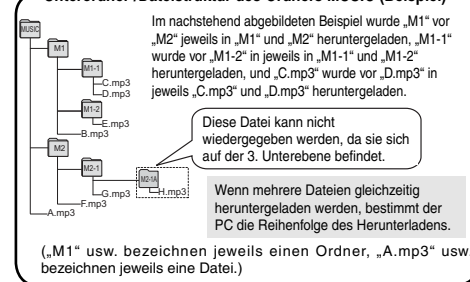 Unterordner-/Dateistruktur des Ordners MUSIC (Beispiel)
Im nachstehend abgebildeten Beispiel wurde „M1“ vor
„M2“ jeweils in „M1“ und „M2“ heruntergeladen, „M1-1“
wurde vor „M1-2“ in jeweils in „M1-1“ und „M1-2“
heruntergeladen, und „C.mp3“ wurde vor „D.mp3“ in
jeweils „C.mp3“ und „D.mp3“ heruntergeladen.
MUSIC
M1
M1-1
C.mp3
D.mp3
M1-2
E.mp3
B.mp3
M2
M2-1
M2-1A
H.mp3
G.mp3
F.mp3
A.mp3
Diese Datei kann nicht
wiedergegeben werden, da sie sich
auf der 3. Unterebene befindet.
Wenn mehrere Dateien gleichzeitig
heruntergeladen werden, bestimmt der
PC die Reihenfolge des Herunterladens.
(„M1“ usw. bezeichnen jeweils einen Ordner, „A.mp3“ usw.
bezeichnen jeweils eine Datei.)